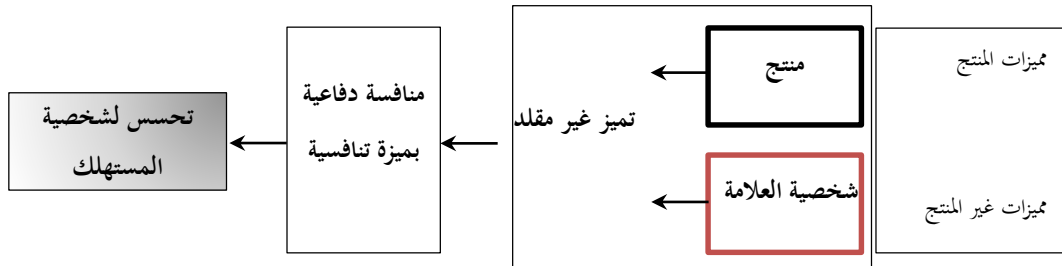 مميزات المنتج
مميزات غير المنتج
منتج
شخصية العلامة
تميز غير مقلد
منافسة دفاعية
بميزة تنافسية
تحسس لشخصية
المستهلك